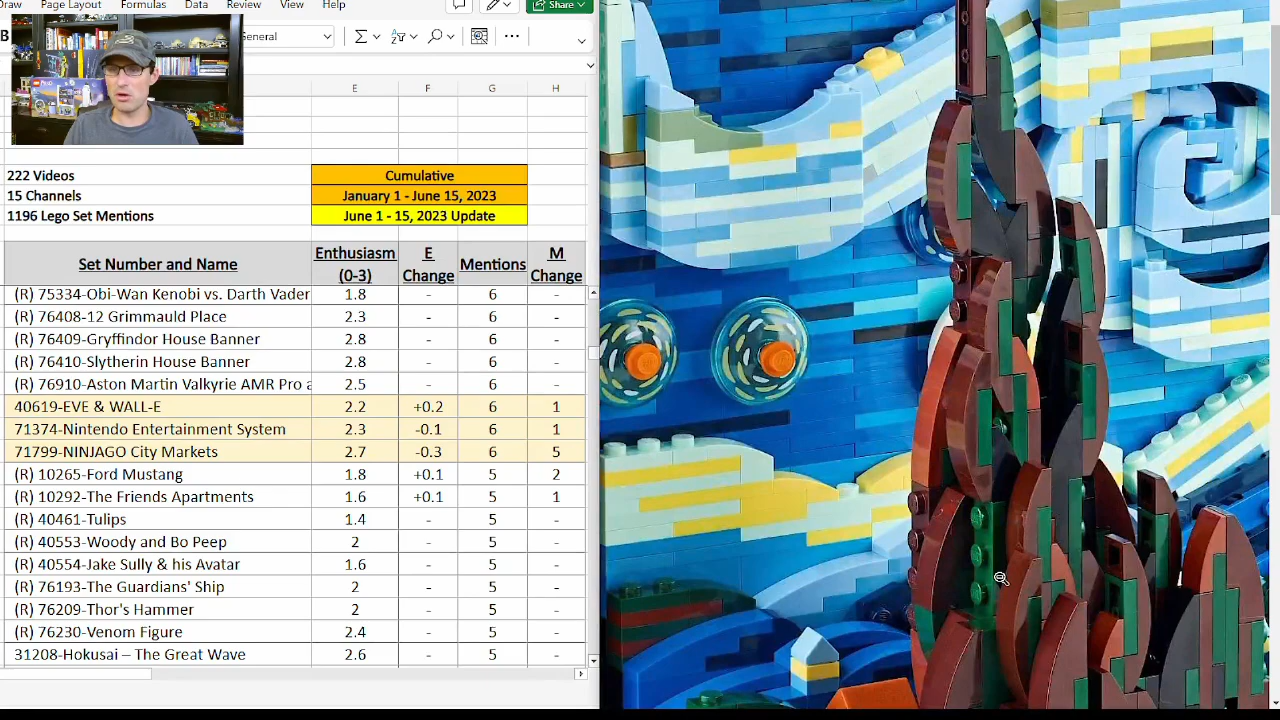 Draw Page Layout Formulas Data Review View Help Share
B General
E F G H
222 Videos Cumulative
15 Channels January 1 - June 15, 2023
1196 Lego Set Mentions June 1 - 15, 2023 Update
Set Number and Name Enthusiasm (0-3) E Change Mentions M Change
(R) 75334-Obi-Wan Kenobi vs. Darth Vader 1.8 - 6 -
(R) 76408-12 Grimmauld Place 2.3 - 6 -
(R) 76409-Gryffindor House Banner 2.8 - 6 -
(R) 76410-Slytherin House Banner 2.8 - 6 -
(R) 76910-Aston Martin Valkyrie AMR Pro a 2.5 - 6 -
40619-EVE & WALL-E 2.2 +0.2 6 1
71374-Nintendo Entertainment System 2.3 -0.1 6 1
71799-NINJAGO City Markets 2.7 -0.3 6 5
(R) 10265-Ford Mustang 1.8 +0.1 5 2
(R) 10292-The Friends Apartments 1.6 +0.1 5 1
(R) 40461-Tulips 1.4 - 5 -
(R) 40553-Woody and Bo Peep 2 - 5 -
(R) 40554-Jake Sully & his Avatar 1.6 - 5 -
(R) 76193-The Guardians' Ship 2 - 5 -
(R) 76209-Thor's Hammer 2 - 5 -
(R) 76230-Venom Figure 2.4 - 5 -
31208-Hokusai – The Great Wave 2.6 - 5 -